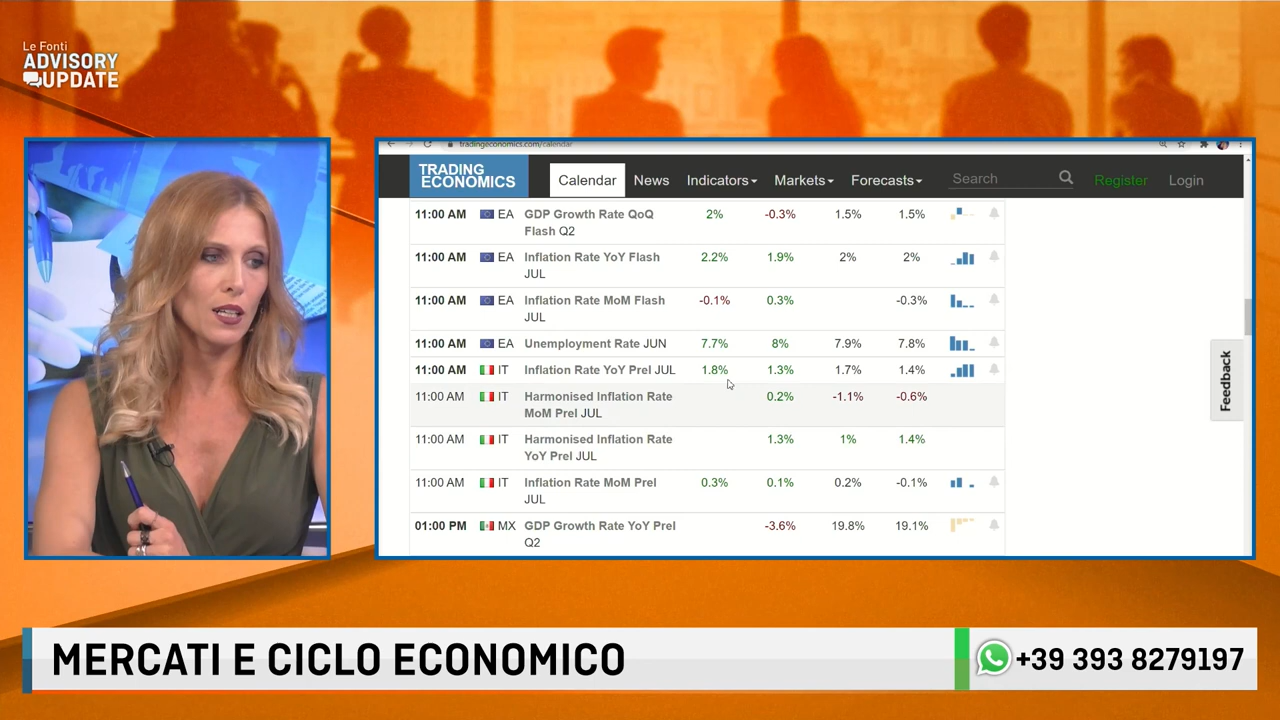 Le Fonti
ADVISORY
UPDATE
tradingeconomics.com/calendar
TRADING
ECONOMICS
Calendar News Indicators Markets Forecasts Search Register Login
11:00 AM EA GDP Growth Rate QoQ 2% -0.3% 1.5% 1.5%
Flash Q2
11:00 AM EA Inflation Rate YoY Flash 2.2% 1.9% 2% 2%
JUL
11:00 AM EA Inflation Rate MoM Flash -0.1% 0.3% -0.3%
JUL
11:00 AM EA Unemployment Rate JUN 7.7% 8% 7.9% 7.8%
11:00 AM IT Inflation Rate YoY Prel JUL 1.8% 1.3% 1.7% 1.4%
11:00 AM IT Harmonised Inflation Rate 0.2% -1.1% -0.6%
MoM Prel JUL
11:00 AM IT Harmonised Inflation Rate 1.3% 1% 1.4%
YoY Prel JUL
11:00 AM IT Inflation Rate MoM Prel 0.3% 0.1% 0.2% -0.1%
JUL
01:00 PM MX GDP Growth Rate YoY Prel -3.6% 19.8% 19.1%
Q2
Feedback
MERCATI E CICLO ECONOMICO
+39 393 8279197